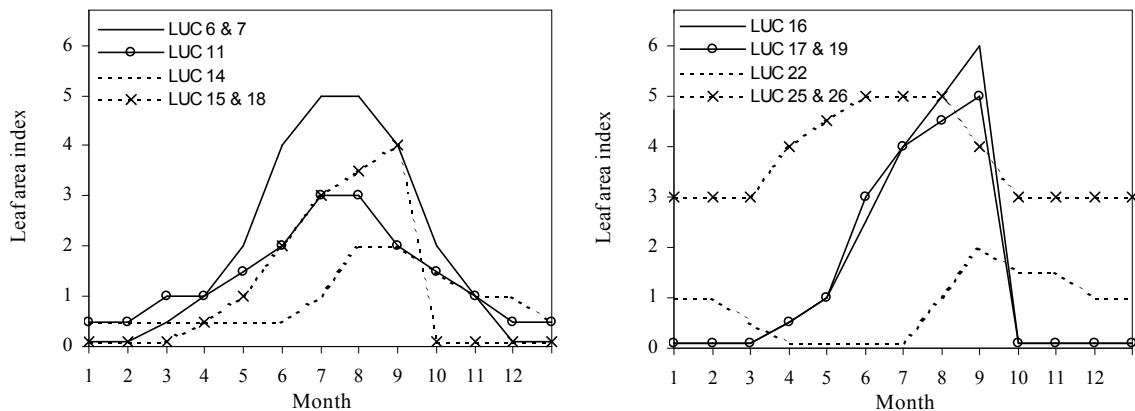 LUC 6 & 7
LUC 11
LUC 14
LUC 15 & 18
6
5
4
3
2
1
0
Leaf area index
1 2 3 4 5 6 7 8 9 10 11 12
Month
LUC 16
LUC 17 & 19
LUC 22
LUC 25 & 26
6
5
4
3
2
1
0
Leaf area index
1 2 3 4 5 6 7 8 9 10 11 12
Month